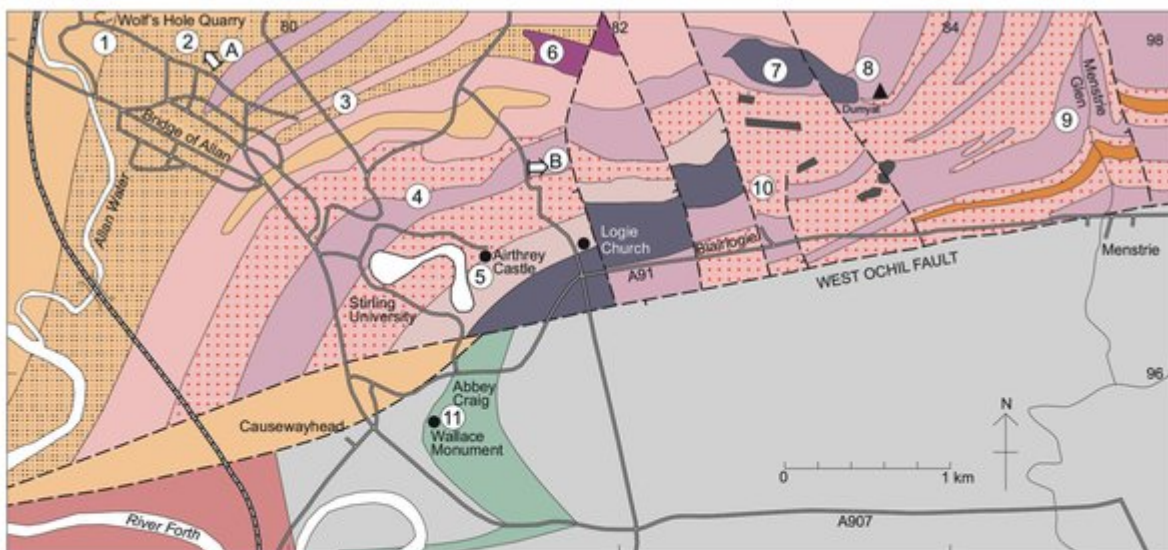 Wolf's Hole Quarry
80
82
84
98
1
2
A
6
7
8
Dumyat
Menstrie
Glen
3
Bridge of Allan
9
Allan Water
B
4
10
Logie
Church
Blairlogie
Airthrey
Castle
5
A91
Menstrie
WEST OCHIL FAULT
Stirling
University
96
Abbey
Craig
11
Causewayhead
Wallace
Monument
N
0
1 km
River Forth
A907